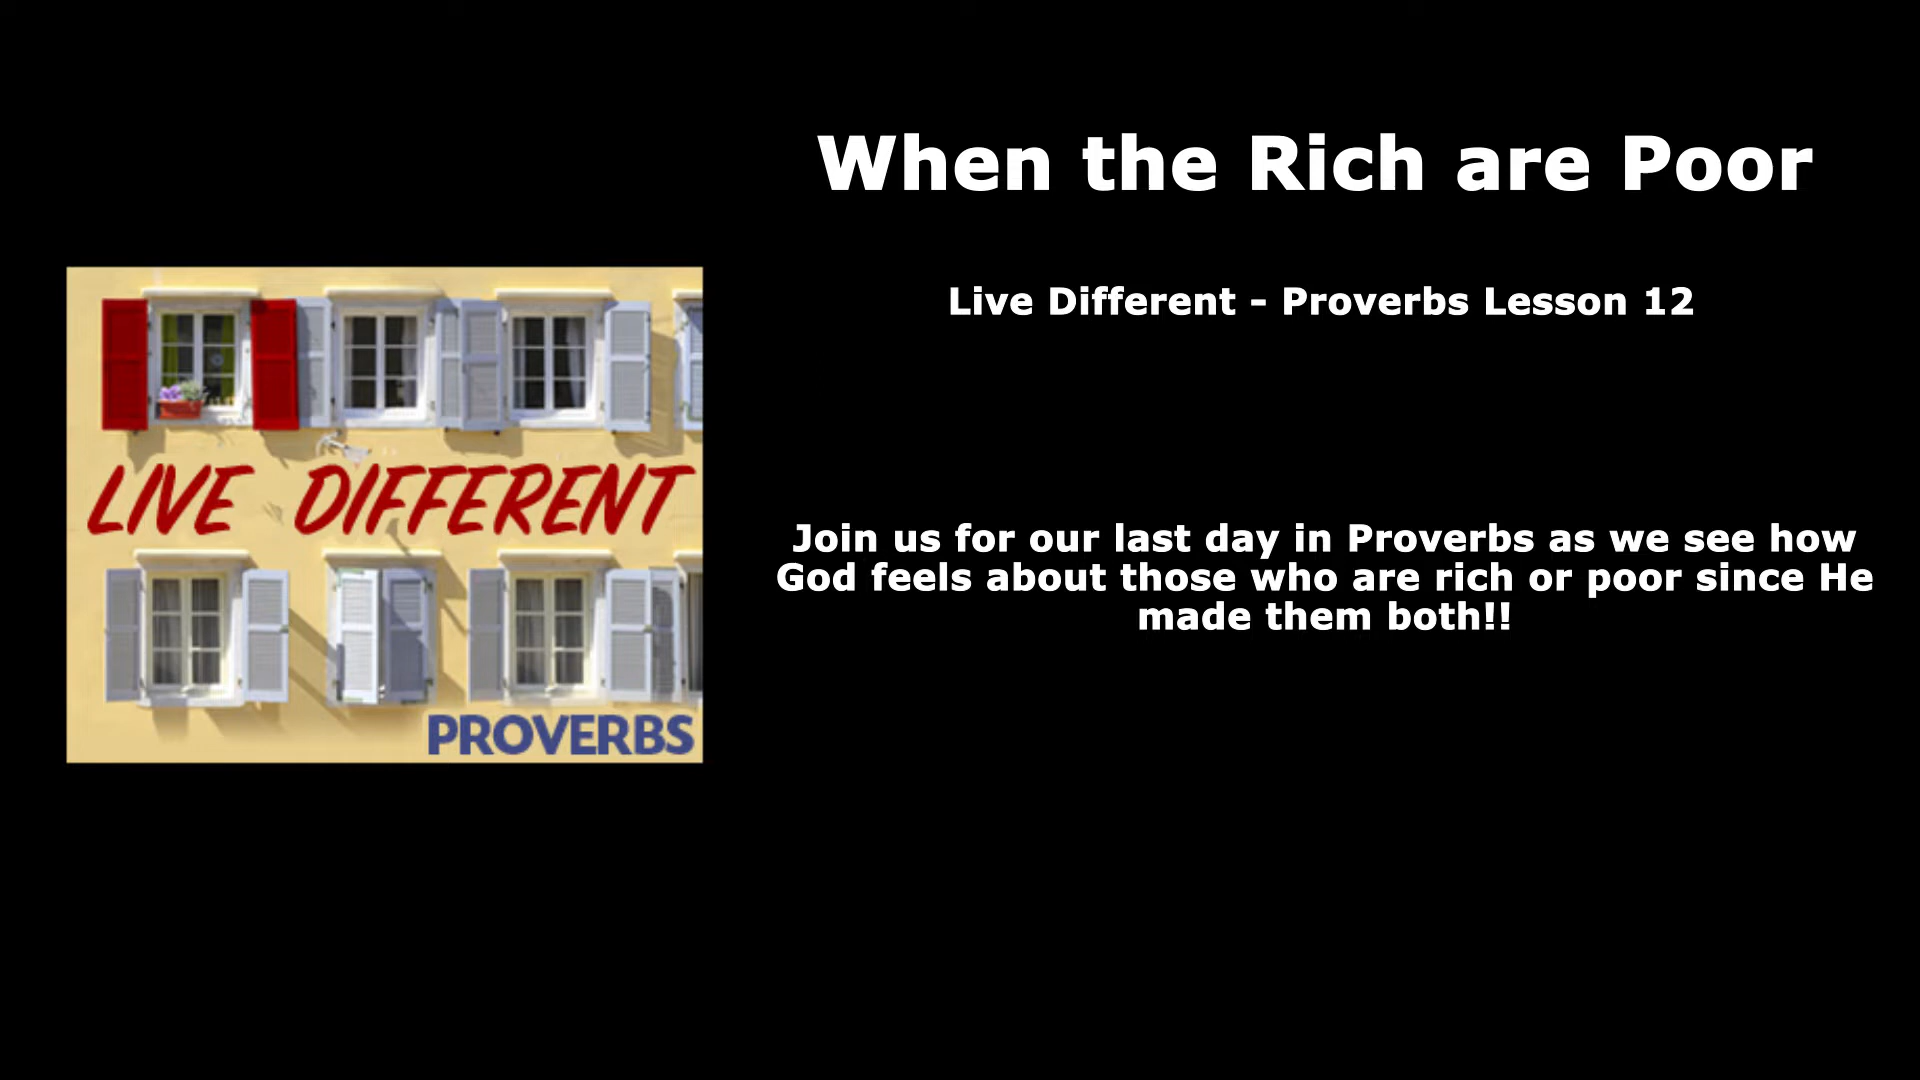 When the Rich are Poor
Live Different - Proverbs Lesson 12
LIVE DIFFERENT
PROVERBS
Join us for our last day in Proverbs as we see how
God feels about those who are rich or poor since He
made them both!!